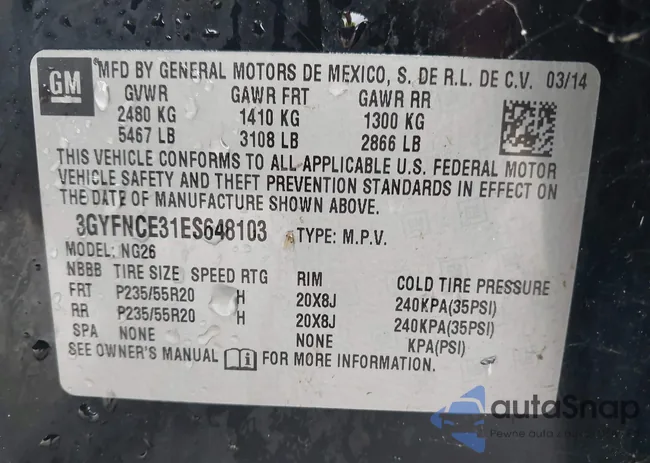 GM
MFD BY GENERAL MOTORS DE MEXICO, S. DE R.L. DE C.V. 03/14
GVWR GAWR FRT GAWR RR
2480 KG 1410 KG 1300 KG
5467 LB 3108 LB 2866 LB
THIS VEHICLE CONFORMS TO ALL APPLICABLE U.S. FEDERAL MOTOR
VEHICLE SAFETY AND THEFT PREVENTION STANDARDS IN EFFECT ON
THE DATE OF MANUFACTURE SHOWN ABOVE.
3GYFNCE31ES648103 TYPE: M.P.V.
MODEL: NG26
NBBB TIRE SIZE SPEED RTG RIM COLD TIRE PRESSURE
FRT P235/55R20 H 20X8J 240KPA(35PSI)
RR P235/55R20 H 20X8J 240KPA(35PSI)
SPA NONE NONE KPA(PSI)
SEE OWNER'S MANUAL i FOR MORE INFORMATION.
autaSnap
Pewne auta z